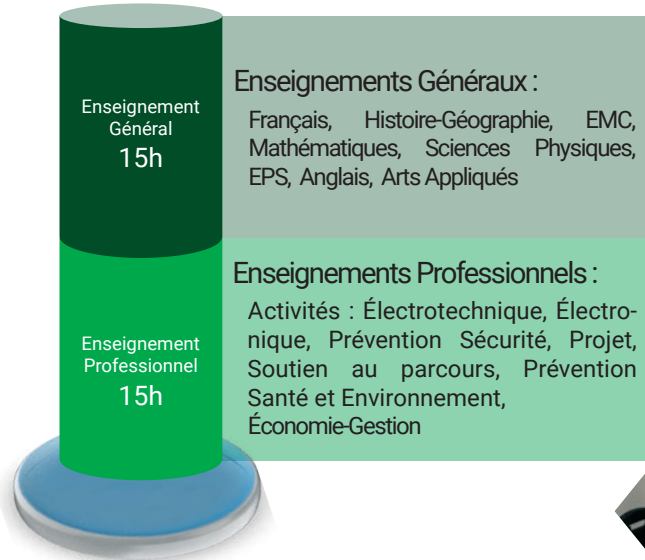 Enseignement
Général
15h
Enseignements Généraux :
Français, Histoire-Géographie, EMC,
Mathématiques, Sciences Physiques,
EPS, Anglais, Arts Appliqués
Enseignement
Professionnel
15h
Enseignements Professionnels :
Activités : Électrotechnique, Électro-
nique, Prévention Sécurité, Projet,
Soutien au parcours, Prévention
Santé et Environnement,
Économie-Gestion